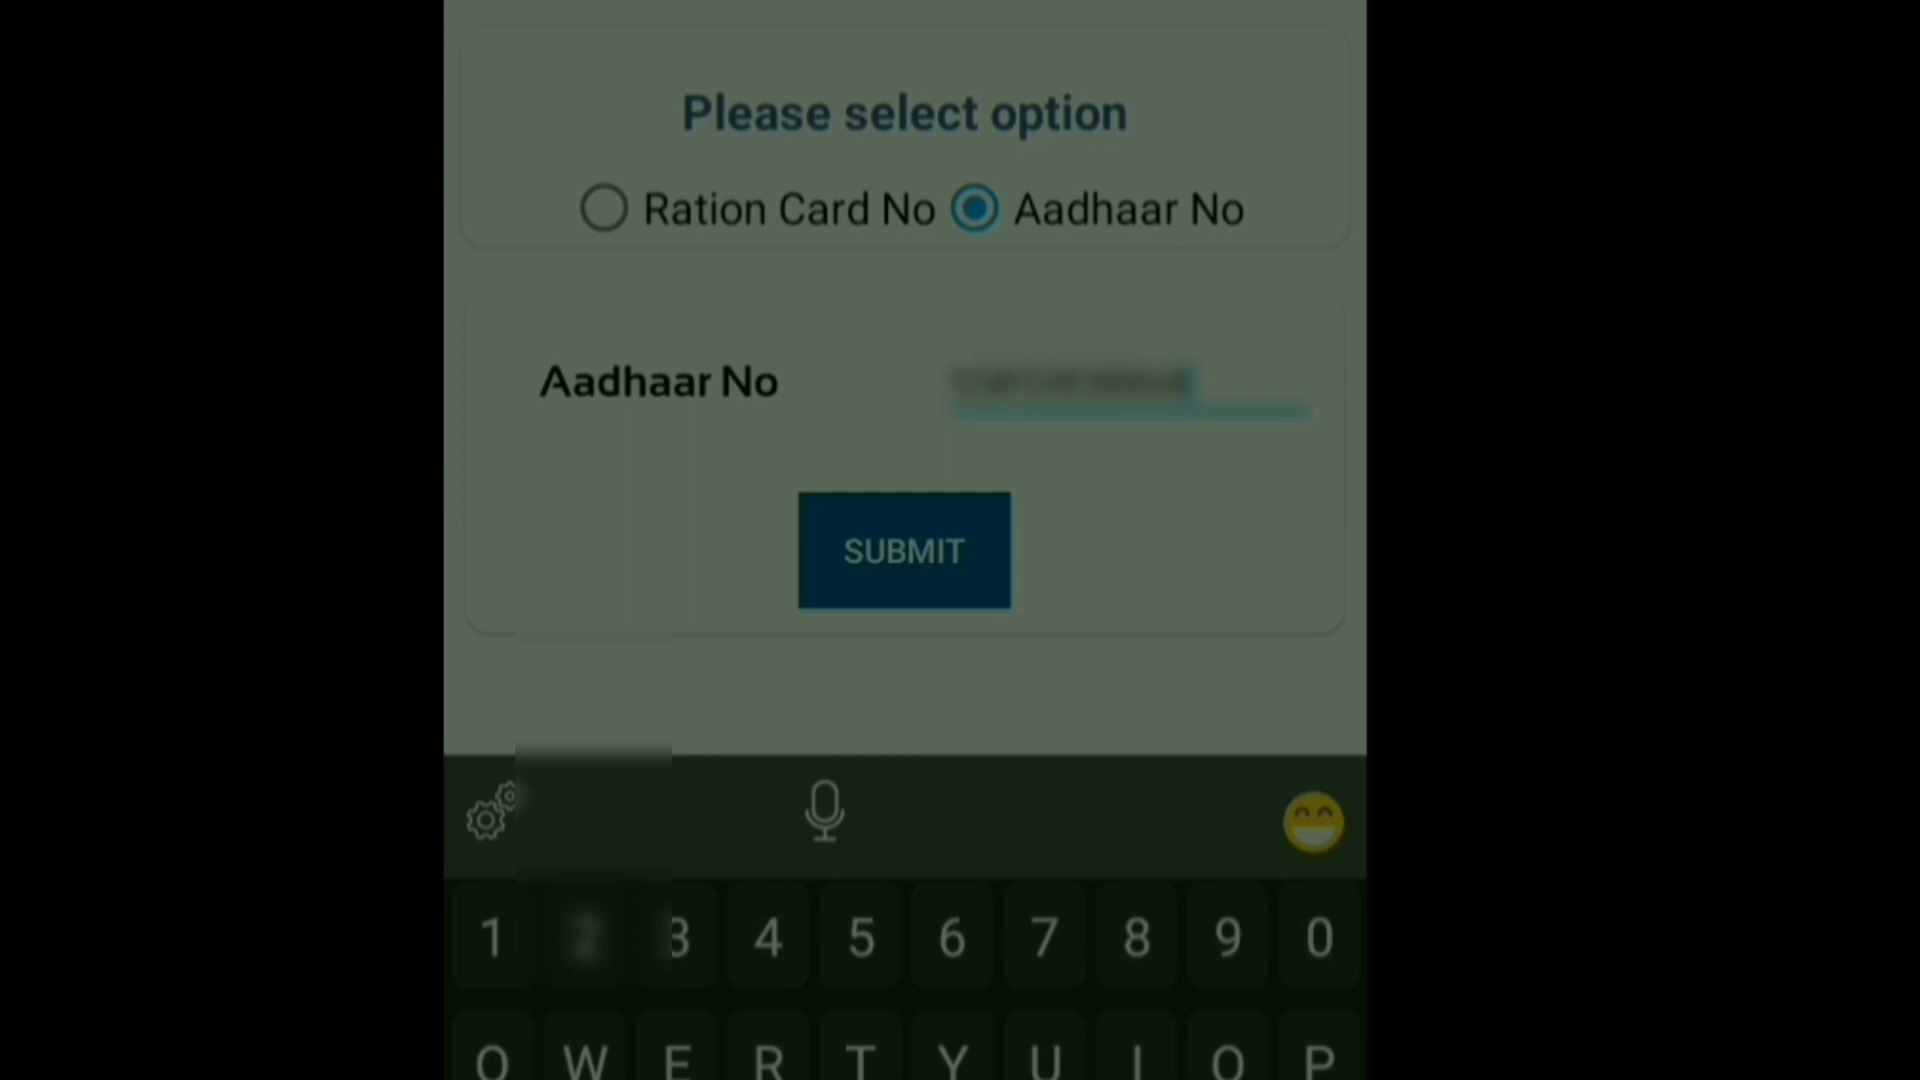 Please select option
Ration Card No Aadhaar No
Aadhaar No
SUBMIT
1 2 3 4 5 6 7 8 9 0
Q W E R T Y U I O P